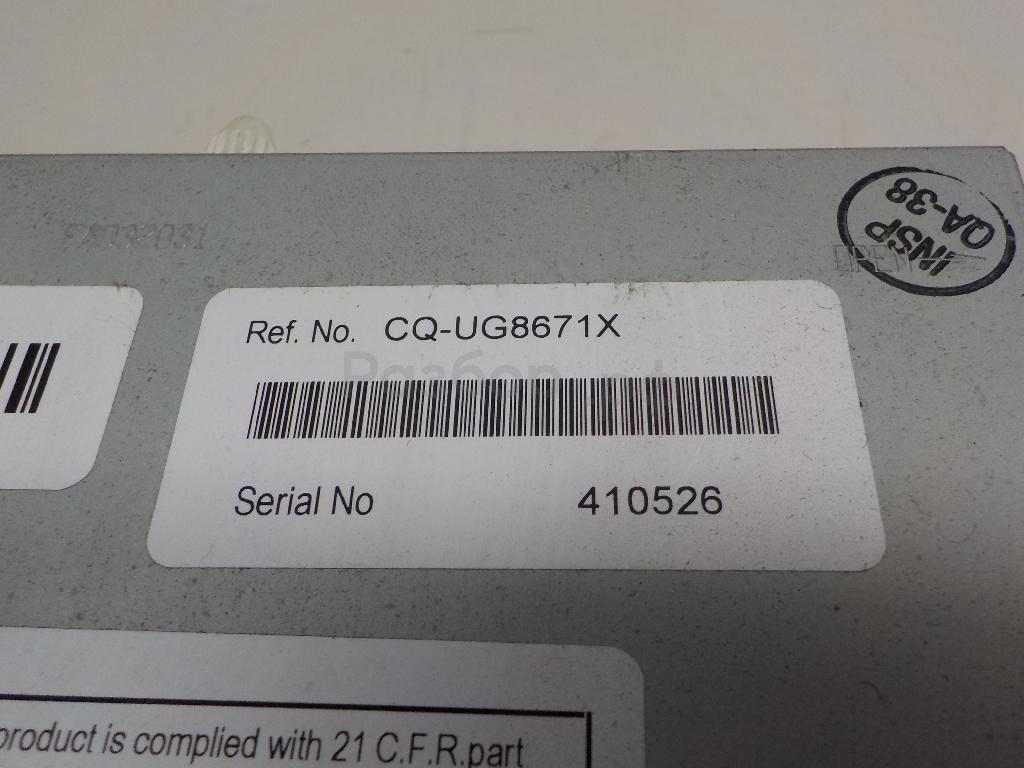 INSP
QA-38
Ref. No. CQ-UG8671X
Serial No 410526
product is complied with 21 C.F.R.part